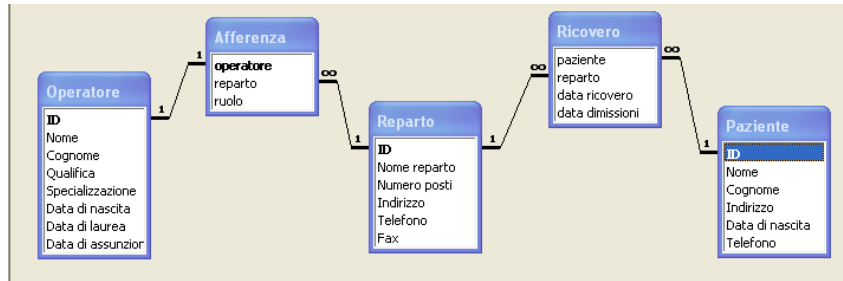 Operatore
ID
Nome
Cognome
Qualifica
Specializzazione
Data di nascita
Data di laurea
Data di assunzior
1
1
Afferenza
operatore
reparto
ruolo
∞
1
Reparto
ID
Nome reparto
Numero posti
Indirizzo
Telefono
Fax
1
∞
Ricovero
paziente
reparto
data ricovero
data dimissioni
∞
1
Paziente
ID
Nome
Cognome
Indirizzo
Data di nascita
Telefono